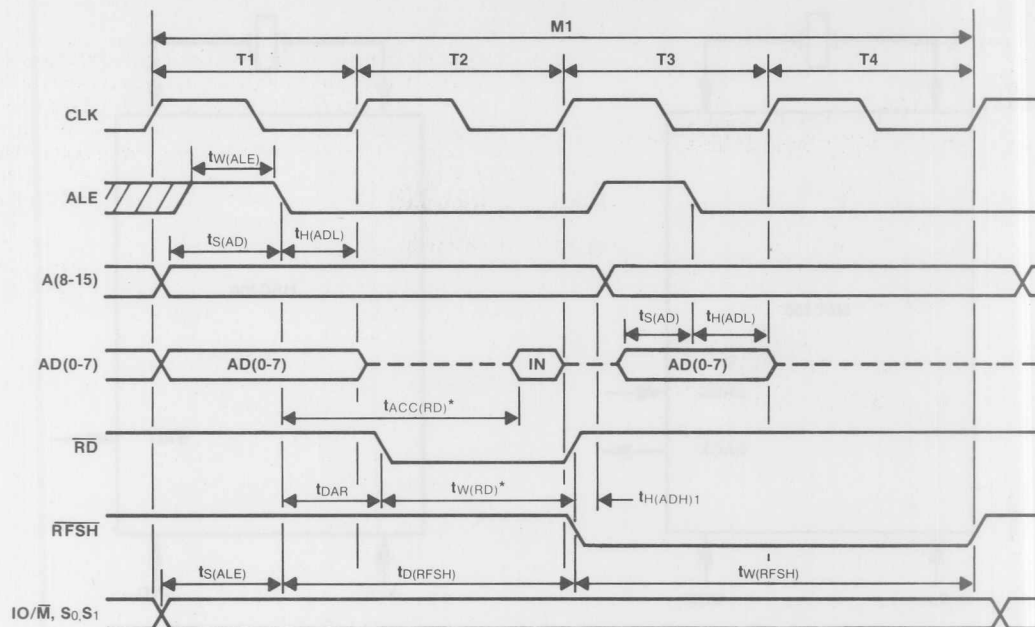 M1
T1 T2 T3 T4
CLK
tW(ALE)
ALE
tS(AD) tH(ADL)
A(8-15)
tS(AD) tH(ADL)
AD(0-7) AD(0-7) IN AD(0-7)
tACC(RD)*
R̅D̅
tDAR tW(RD)* tH(ADH)1
R̅F̅S̅H̅
tS(ALE) tD(RFSH) tW(RFSH)
IO/M̅, S0,S1